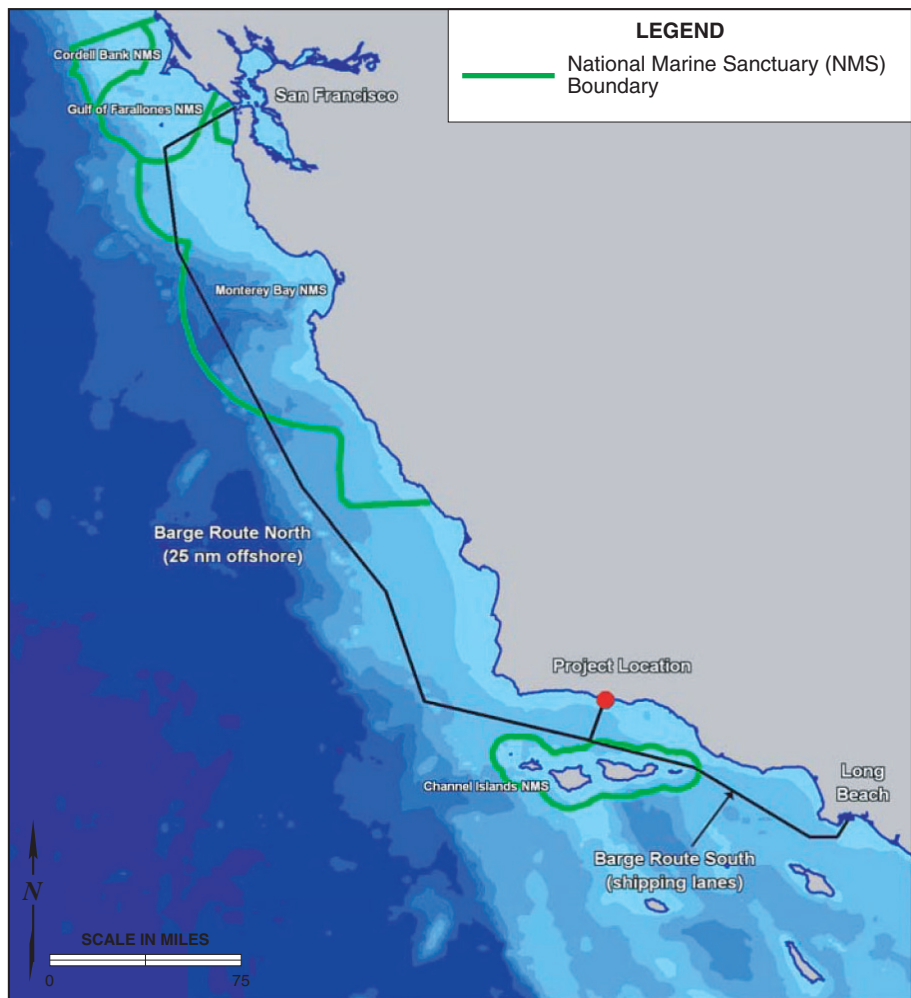 LEGEND
National Marine Sanctuary (NMS)
Boundary
Cordell Bank NMS
San Francisco
Gulf of Farallones NMS
Monterey Bay NMS
Barge Route North
(25 nm offshore)
Project Location
Channel Islands NMS
Long
Beach
Barge Route South
(shipping lanes)
N
SCALE IN MILES
0 75